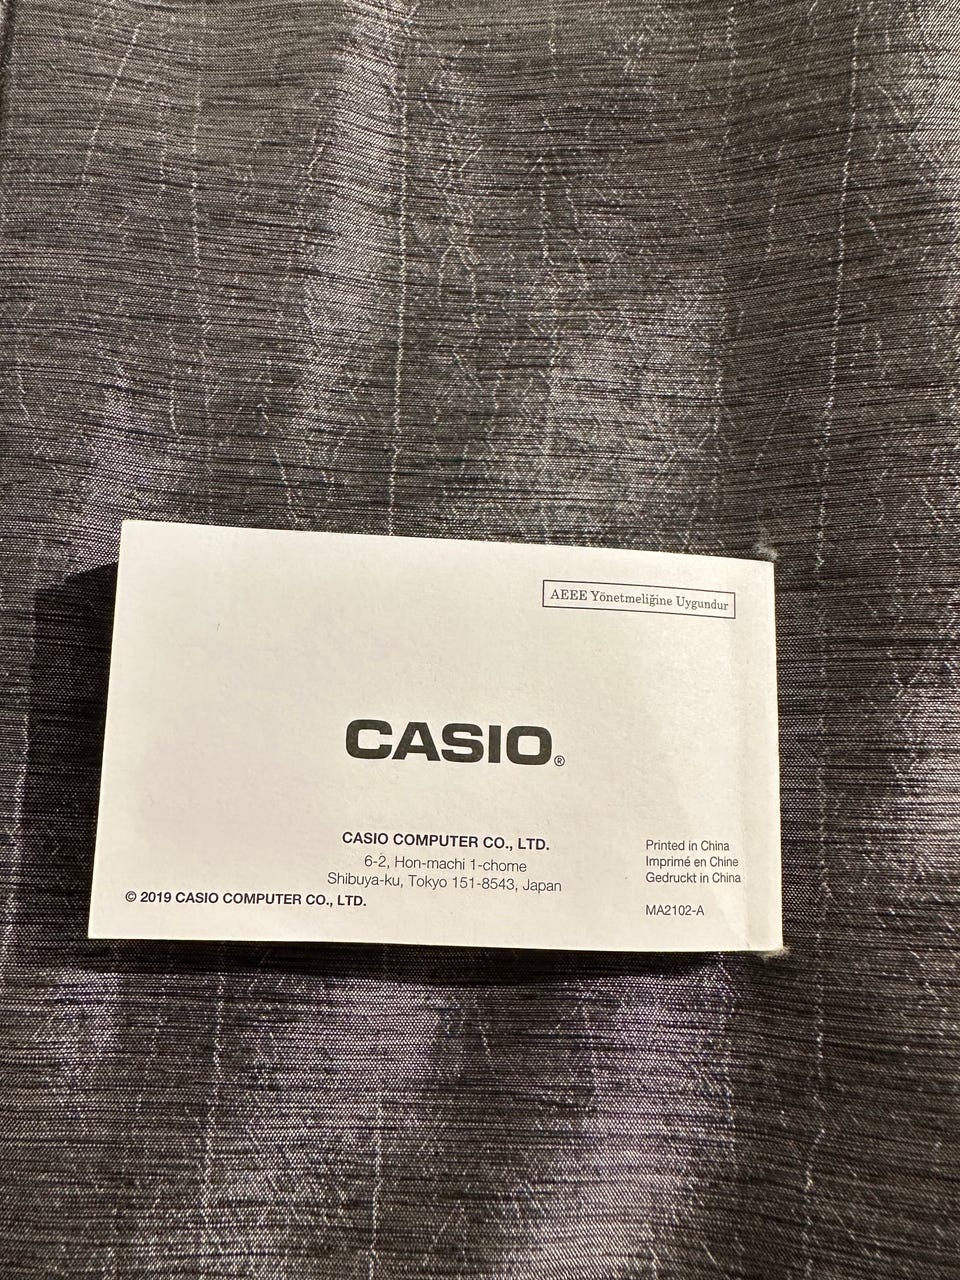 AEEE Yönetmeliğine Uygundur
CASIO®
CASIO COMPUTER CO., LTD.
6-2, Hon-machi 1-chome
Shibuya-ku, Tokyo 151-8543, Japan
© 2019 CASIO COMPUTER CO., LTD.
Printed in China
Imprimé en Chine
Gedruckt in China
MA2102-A